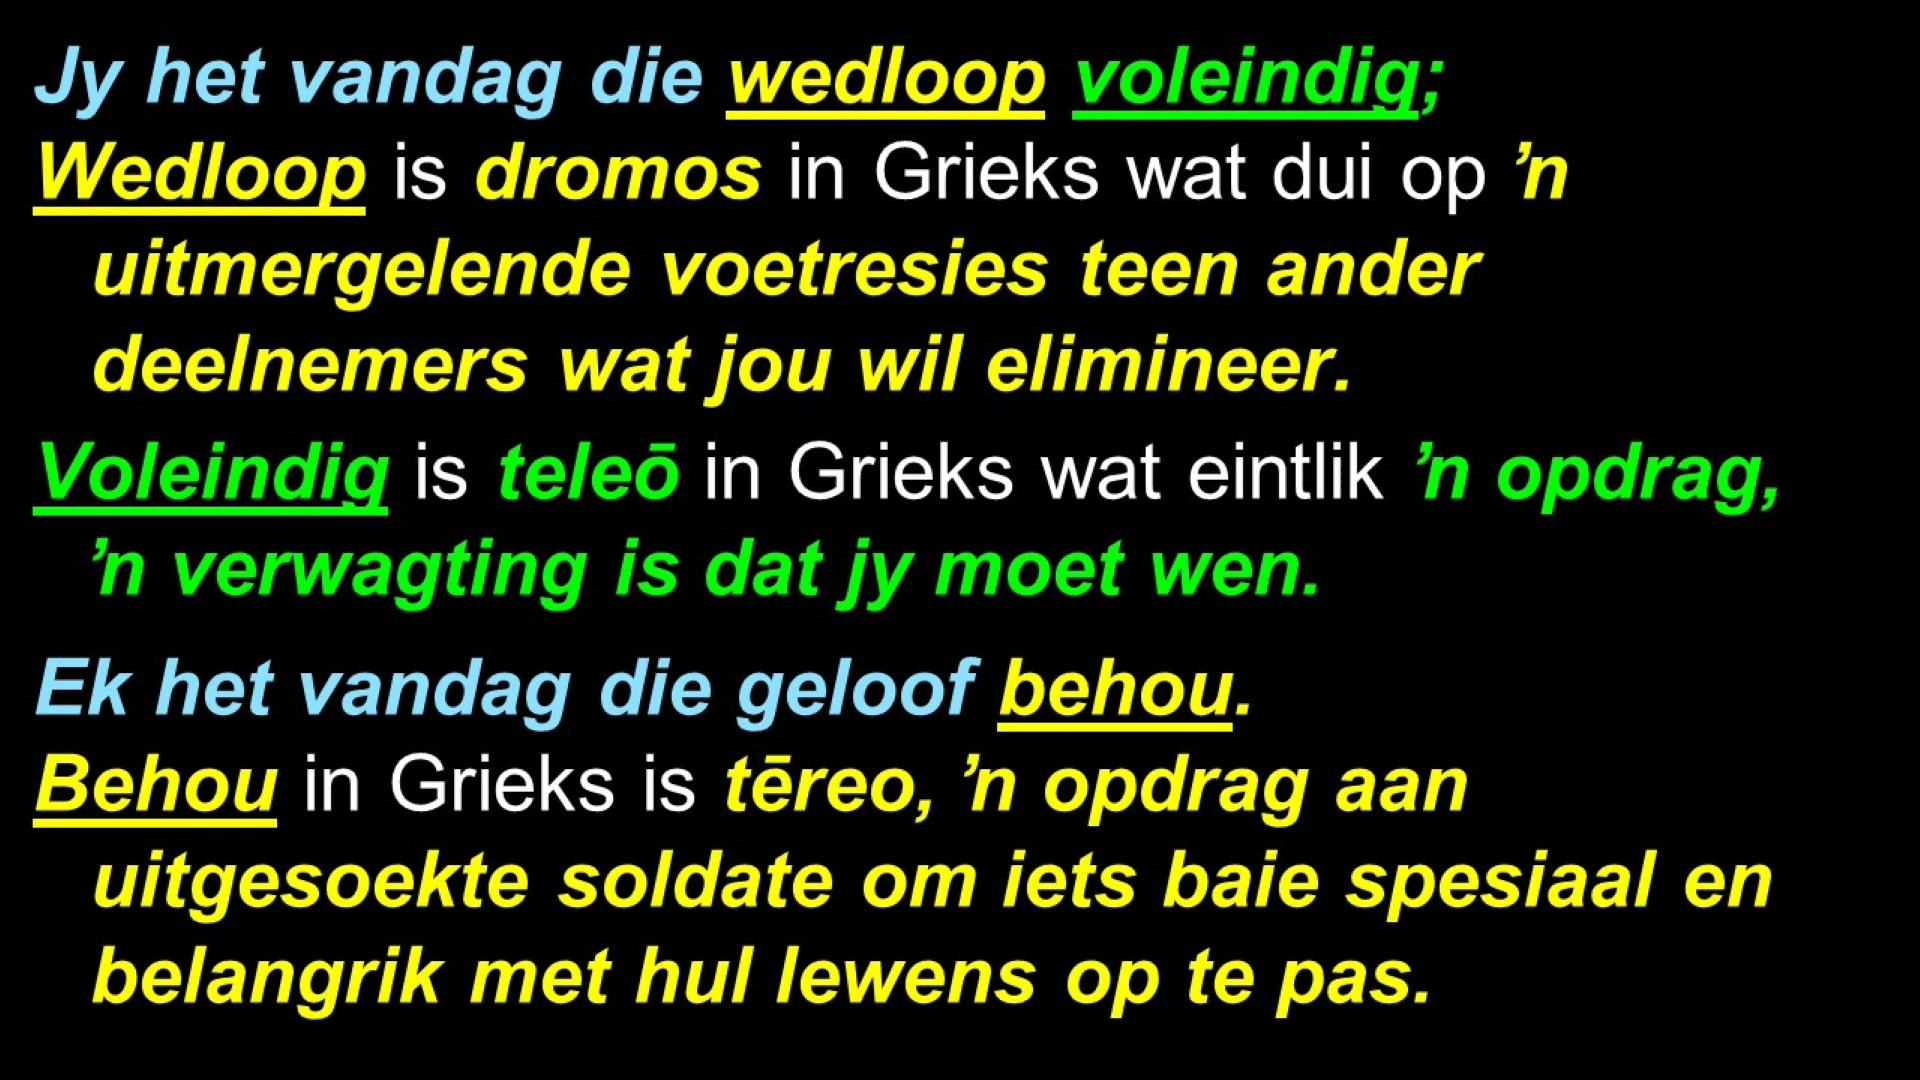 Jy het vandag die wedloop voleindig;
Wedloop is dromos in Grieks wat dui op ’n
uitmergelende voetresies teen ander
deelnemers wat jou wil elimineer.
Voleindig is teleō in Grieks wat eintlik ’n opdrag,
’n verwagting is dat jy moet wen.
Ek het vandag die geloof behou.
Behou in Grieks is tēreo, ’n opdrag aan
uitgesoekte soldate om iets baie spesiaal en
belangrik met hul lewens op te pas.